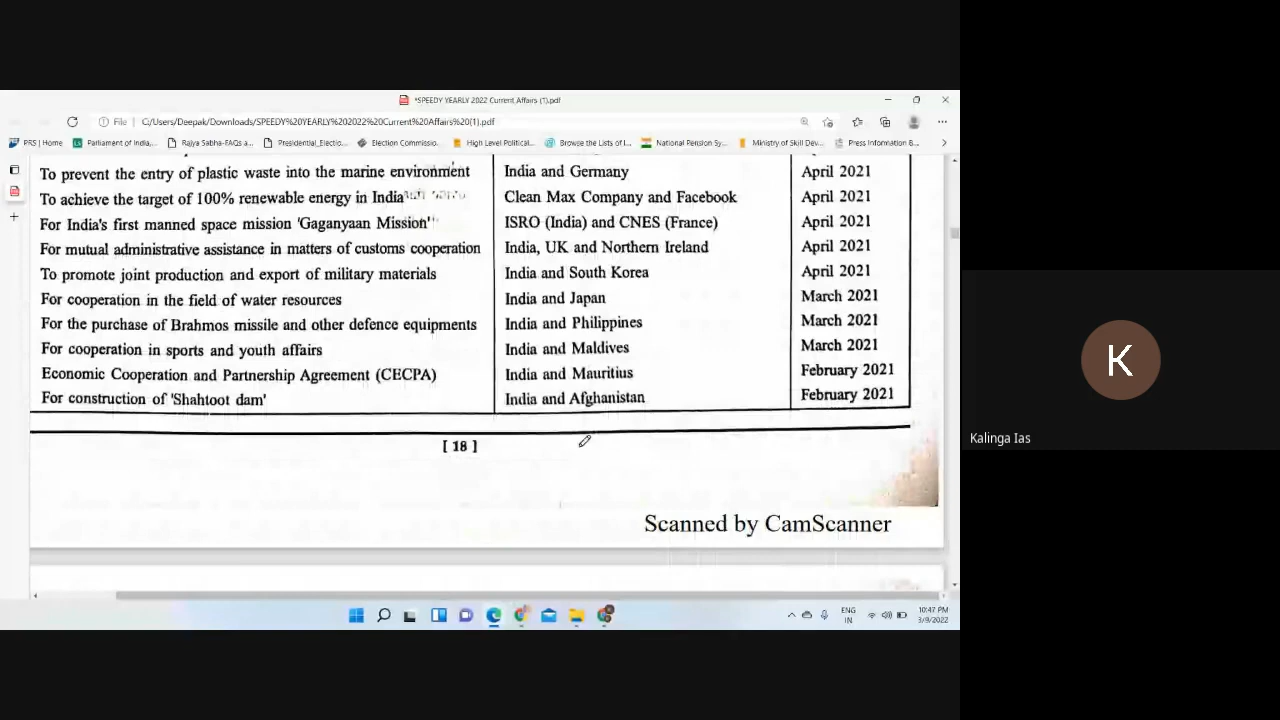 *SPEEDY YEARLY 2022 Current Affairs (1).pdf
File | C:/Users/Deepak/Downloads/SPEEDY%20YEARLY%202022%20Current%20Affairs%20(1).pdf
PRS | Home Parliament of India,... Rajya Sabha-FAQs a... Presidential_Electio... Election Commissio... High Level Political... Browse the Lists of I... National Pension Sy... Ministry of Skill Dev... Press Information B...
To prevent the entry of plastic waste into the marine environment India and Germany April 2021
To achieve the target of 100% renewable energy in India Clean Max Company and Facebook April 2021
For India's first manned space mission 'Gaganyaan Mission' ISRO (India) and CNES (France) April 2021
For mutual administrative assistance in matters of customs cooperation India, UK and Northern Ireland April 2021
To promote joint production and export of military materials India and South Korea April 2021
For cooperation in the field of water resources India and Japan March 2021
For the purchase of Brahmos missile and other defence equipments India and Philippines March 2021
For cooperation in sports and youth affairs India and Maldives March 2021
Economic Cooperation and Partnership Agreement (CECPA) India and Mauritius February 2021
For construction of 'Shahtoot dam' India and Afghanistan February 2021
[ 18 ]
Scanned by CamScanner
ENG
IN
10:47 PM
3/9/2022
K
Kalinga Ias